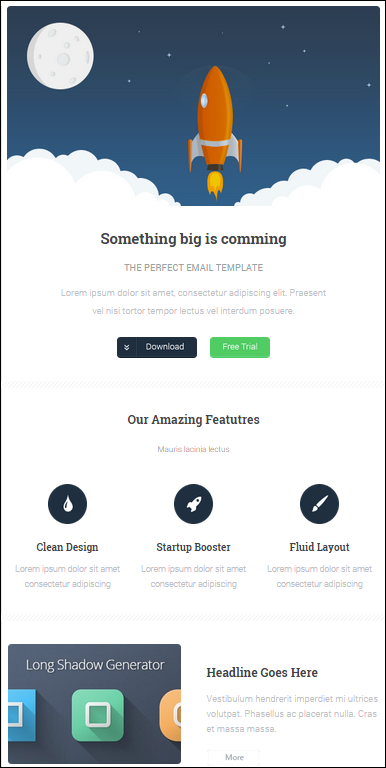 Something big is comming
THE PERFECT EMAIL TEMPLATE
Lorem ipsum dolor sit amet, consectetur adipiscing elit. Praesent
vel nisi tortor tempor lectus vel interdum posuere.
Download
Free Trial
Our Amazing Featutres
Mauris lacinia lectus
Clean Design
Startup Booster
Fluid Layout
Lorem ipsum dolor sit amet
consectetur adipiscing
Lorem ipsum dolor sit amet
consectetur adipiscing
Lorem ipsum dolor sit amet
consectetur adipiscing
Long Shadow Generator
Headline Goes Here
Vestibulum hendrerit imperdiet mi ultrices
volutpat. Phasellus ac placerat nulla. Cras
et massa massa.
More